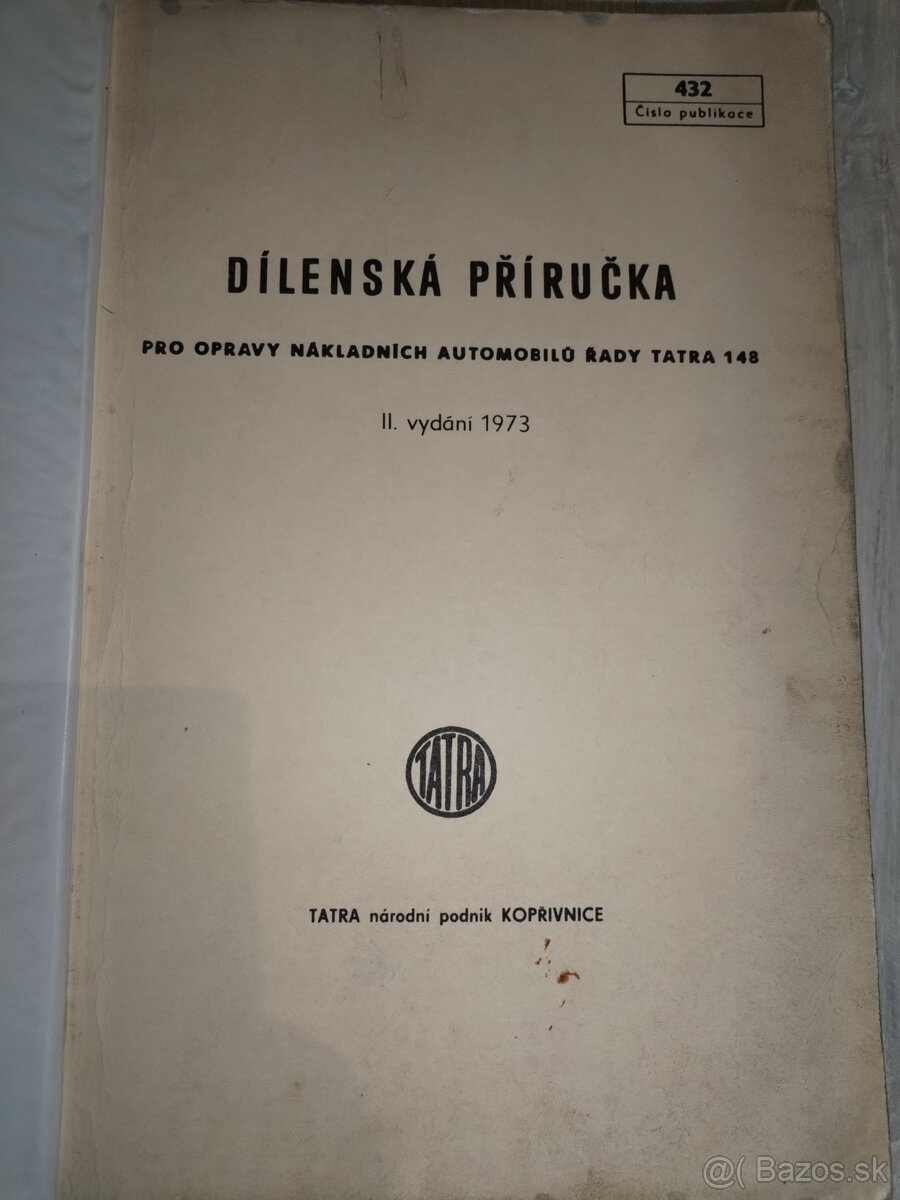 432
Číslo publikace
DÍLENSKÁ PŘÍRUČKA
PRO OPRAVY NÁKLADNÍCH AUTOMOBILŮ ŘADY TATRA 148
II. vydání 1973
TATRA
TATRA národní podnik KOPŘIVNICE
@( Bazos.sk